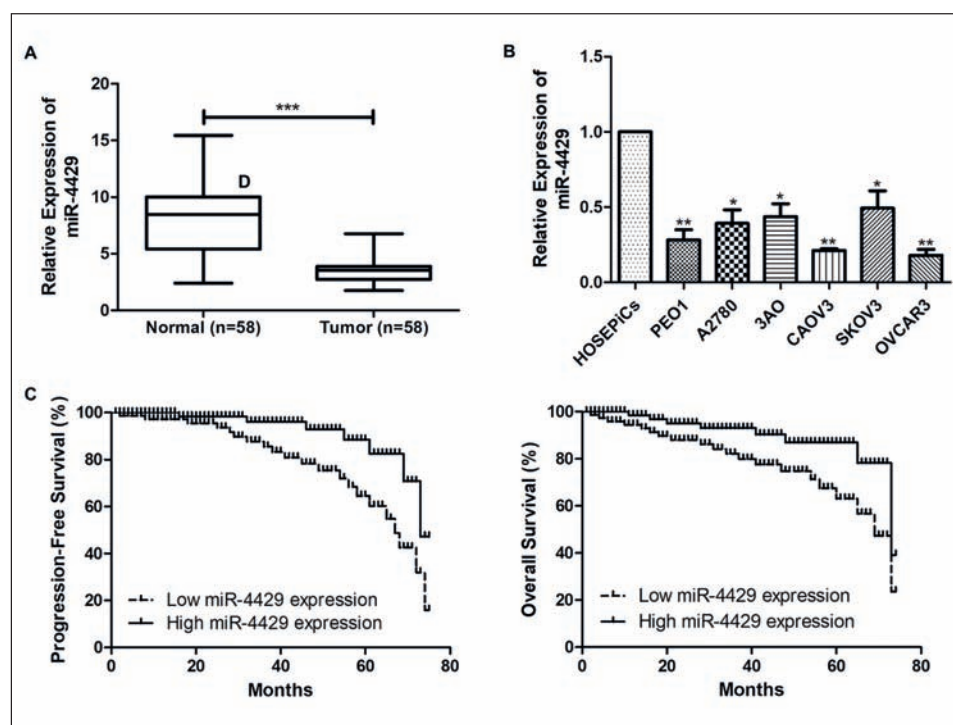 A
Relative Expression of
miR-4429
20
15
10
5
0
***
D
Normal (n=58)
Tumor (n=58)
B
Relative Expression of
miR-4429
1.5
1.0
0.5
0.0
**
*
*
**
*
**
HOSEPiCs
PEO1
A2780
3AO
CAOV3
SKOV3
OVCAR3
C
Progression-Free Survival (%)
100
80
60
40
20
0
Low miR-4429 expression
High miR-4429 expression
0
20
40
60
80
Months
Overall Survival (%)
100
80
60
40
20
0
Low miR-4429 expression
High miR-4429 expression
0
20
40
60
80
Months